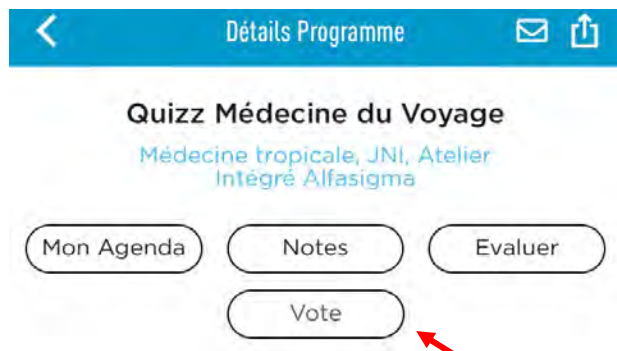 Détails Programme
Quizz Médecine du Voyage
Médecine tropicale, JNI, Atelier
Intégré Alfasigma
Mon Agenda Notes Evaluer
Vote